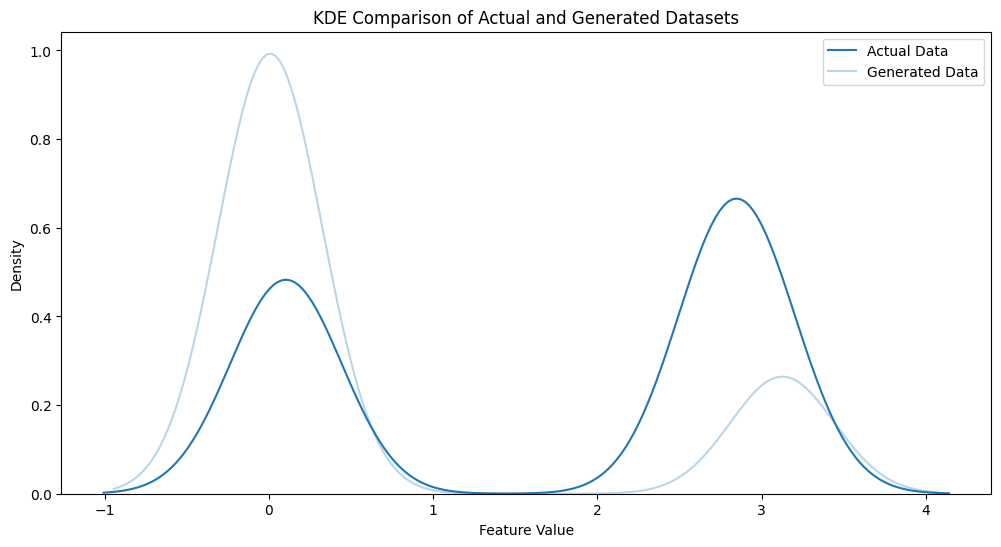 KDE Comparison of Actual and Generated Datasets
Actual Data
Generated Data
Density
1.0
0.8
0.6
0.4
0.2
0.0
−1
0
1
2
3
4
Feature Value